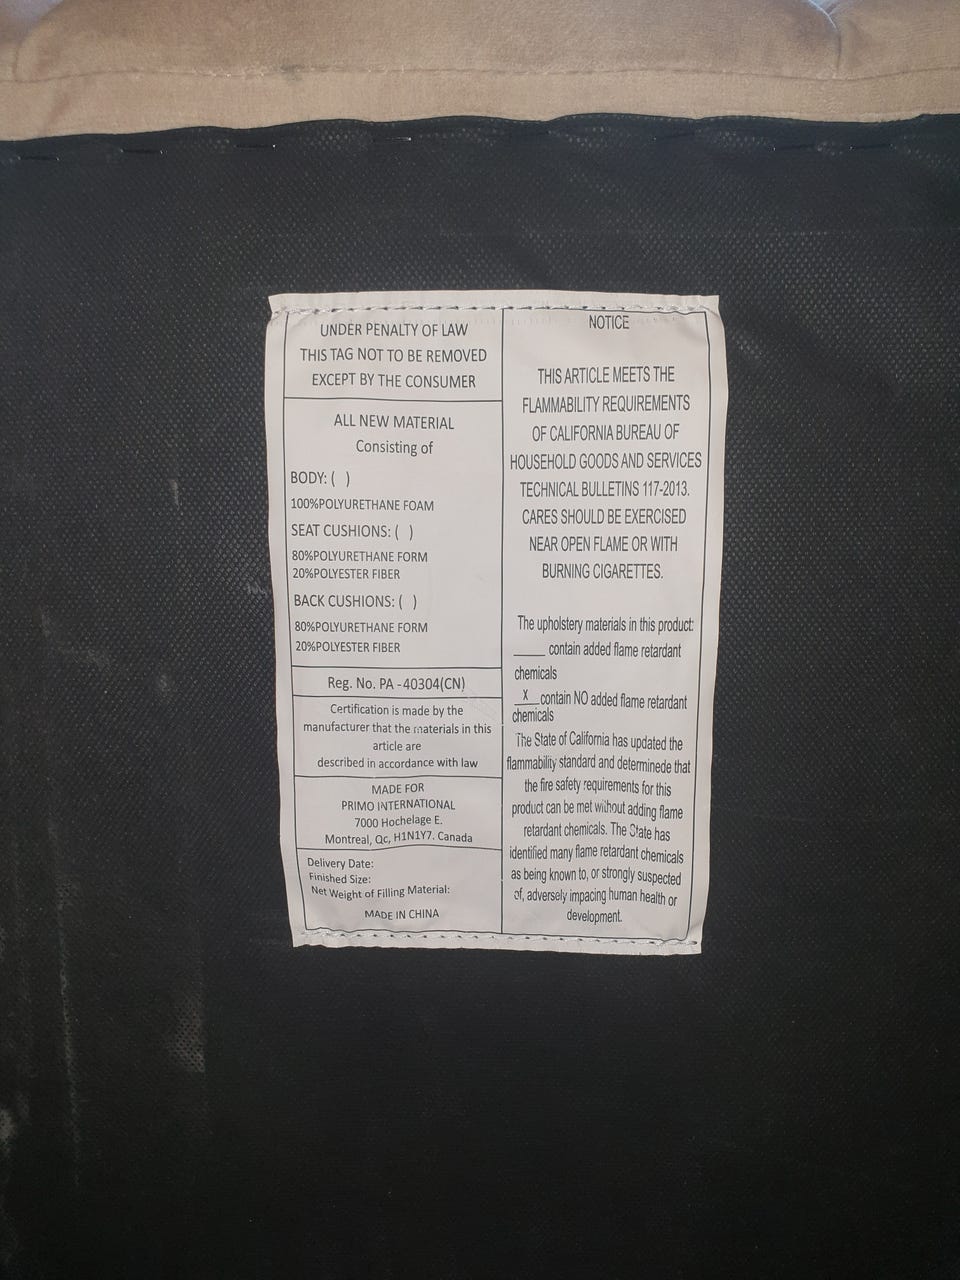 UNDER PENALTY OF LAW
THIS TAG NOT TO BE REMOVED
EXCEPT BY THE CONSUMER
ALL NEW MATERIAL
Consisting of
BODY: ( )
100%POLYURETHANE FOAM
SEAT CUSHIONS: ( )
80%POLYURETHANE FORM
20%POLYESTER FIBER
BACK CUSHIONS: ( )
80%POLYURETHANE FORM
20%POLYESTER FIBER
Reg. No. PA -40304(CN)
Certification is made by the
manufacturer that the materials in this
article are
described in accordance with law
MADE FOR
PRIMO INTERNATIONAL
7000 Hochelage E.
Montreal, Qc, H1N1Y7. Canada
Delivery Date:
Finished Size:
Net Weight of Filling Material:
MADE IN CHINA
NOTICE
THIS ARTICLE MEETS THE
FLAMMABILITY REQUIREMENTS
OF CALIFORNIA BUREAU OF
HOUSEHOLD GOODS AND SERVICES
TECHNICAL BULLETINS 117-2013.
CARES SHOULD BE EXERCISED
NEAR OPEN FLAME OR WITH
BURNING CIGARETTES.
The upholstery materials in this product:
_____ contain added flame retardant
chemicals
__X__contain NO added flame retardant
chemicals
The State of California has updated the
flammability standard and determinede that
the fire safety requirements for this
product can be met without adding flame
retardant chemicals. The State has
identified many flame retardant chemicals
as being known to, or strongly suspected
of, adversely impacting human health or
development.